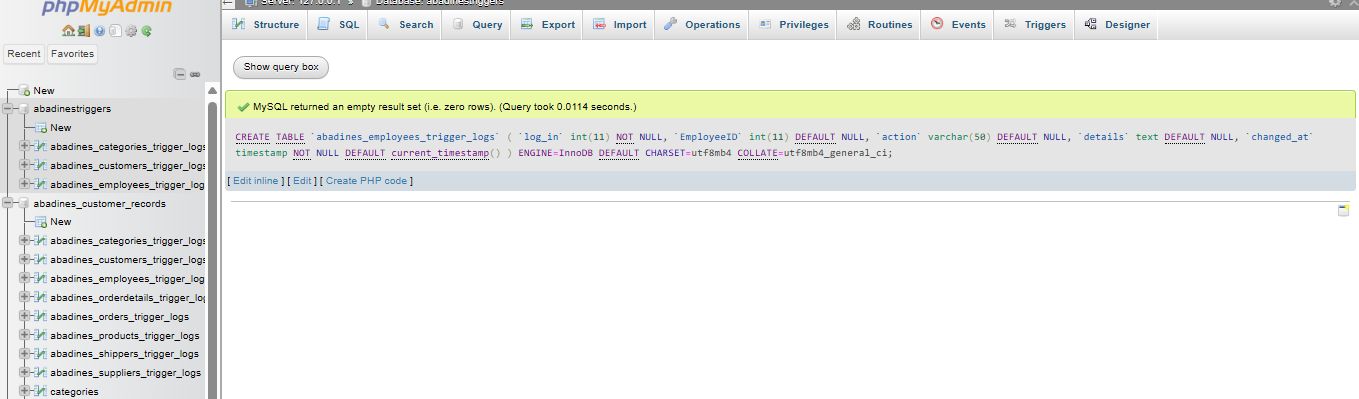 phpMyAdmin
Recent Favorites
New
abadinestriggers
New
abadines_categories_trigger_logs
abadines_customers_trigger_logs
abadines_employees_trigger_log
abadines_customer_records
New
abadines_categories_trigger_logs
abadines_customers_trigger_logs
abadines_employees_trigger_log
abadines_orderdetails_trigger_lo
abadines_orders_trigger_logs
abadines_products_trigger_logs
abadines_shippers_trigger_logs
abadines_suppliers_trigger_logs
categories
Server: 127.0.0.1 » Database: abadinestriggers
Structure SQL Search Query Export Import Operations Privileges Routines Events Triggers Designer
Show query box
MySQL returned an empty result set (i.e. zero rows). (Query took 0.0114 seconds.)
CREATE TABLE `abadines_employees_trigger_logs` ( `log_in` int(11) NOT NULL, `EmployeeID` int(11) DEFAULT NULL, `action` varchar(50) DEFAULT NULL, `details` text DEFAULT NULL, `changed_at`
timestamp NOT NULL DEFAULT current_timestamp() ) ENGINE=InnoDB DEFAULT CHARSET=utf8mb4 COLLATE=utf8mb4_general_ci;
[ Edit inline ] [ Edit ] [ Create PHP code ]